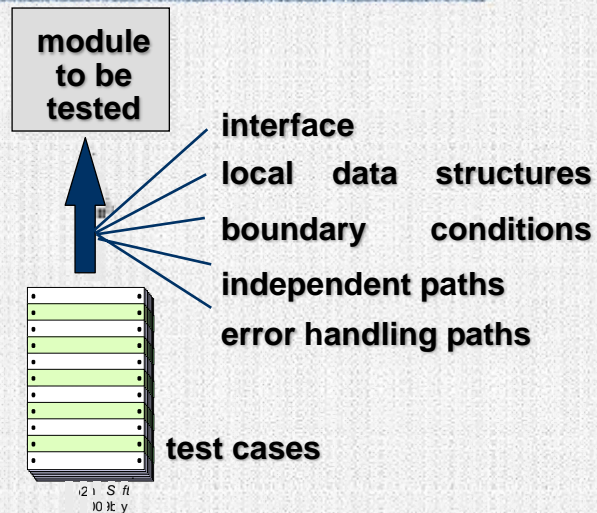 module
to be
tested
interface
local data structures
boundary conditions
independent paths
error handling paths
test cases